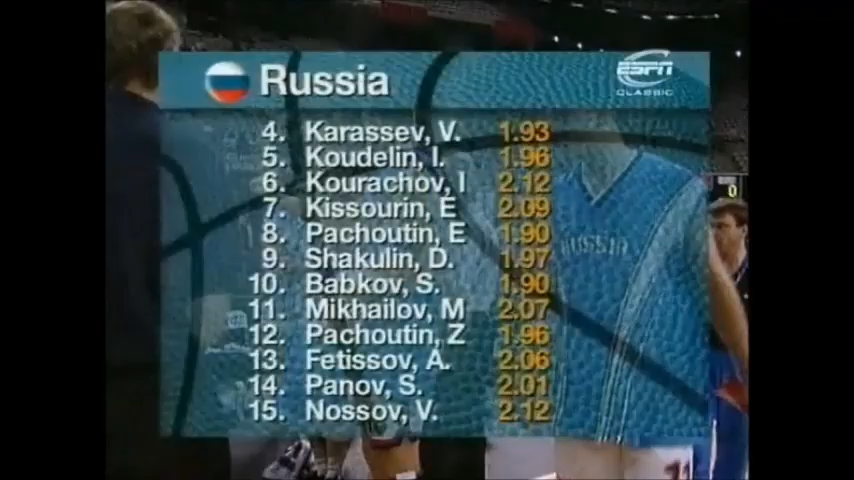 Russia
ESPN
CLASSIC
4. Karassev, V. 1.93
5. Koudelin, I. 1.96
6. Kourachov, I 2.12
7. Kissourin, E 2.09
8. Pachoutin, E 1.90
9. Shakulin, D. 1.97
10. Babkov, S. 1.90
11. Mikhailov, M 2.07
12. Pachoutin, Z 1.96
13. Fetissov, A. 2.06
14. Panov, S. 2.01
15. Nossov, V. 2.12
RUSSIA
0